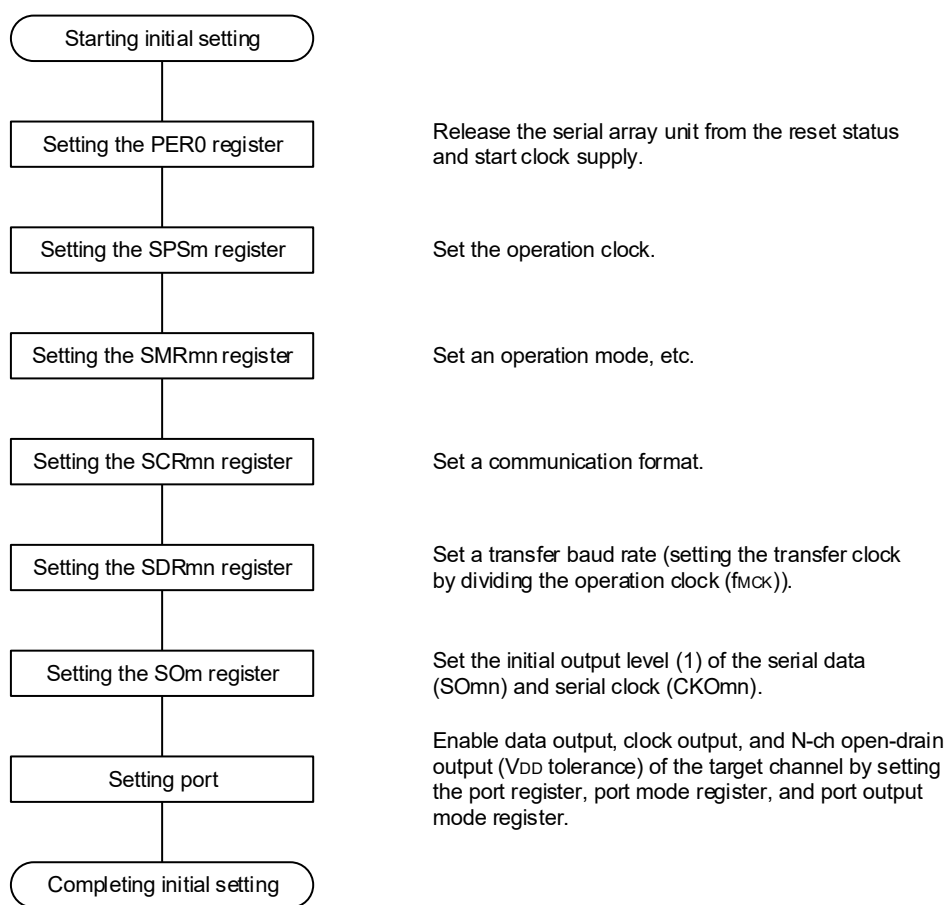 Starting initial setting
Setting the PER0 register
Release the serial array unit from the reset status
and start clock supply.
Setting the SPSm register
Set the operation clock.
Setting the SMRmn register
Set an operation mode, etc.
Setting the SCRmn register
Set a communication format.
Setting the SDRmn register
Set a transfer baud rate (setting the transfer clock
by dividing the operation clock (fMCK)).
Setting the SOm register
Set the initial output level (1) of the serial data
(SOmn) and serial clock (CKOmn).
Setting port
Enable data output, clock output, and N-ch open-drain
output (VDD tolerance) of the target channel by setting
the port register, port mode register, and port output
mode register.
Completing initial setting